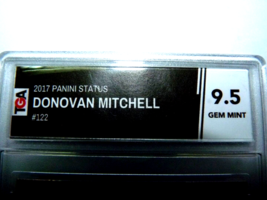 TGA
2017 PANINI STATUS
DONOVAN MITCHELL
#122
9.5
GEM MINT